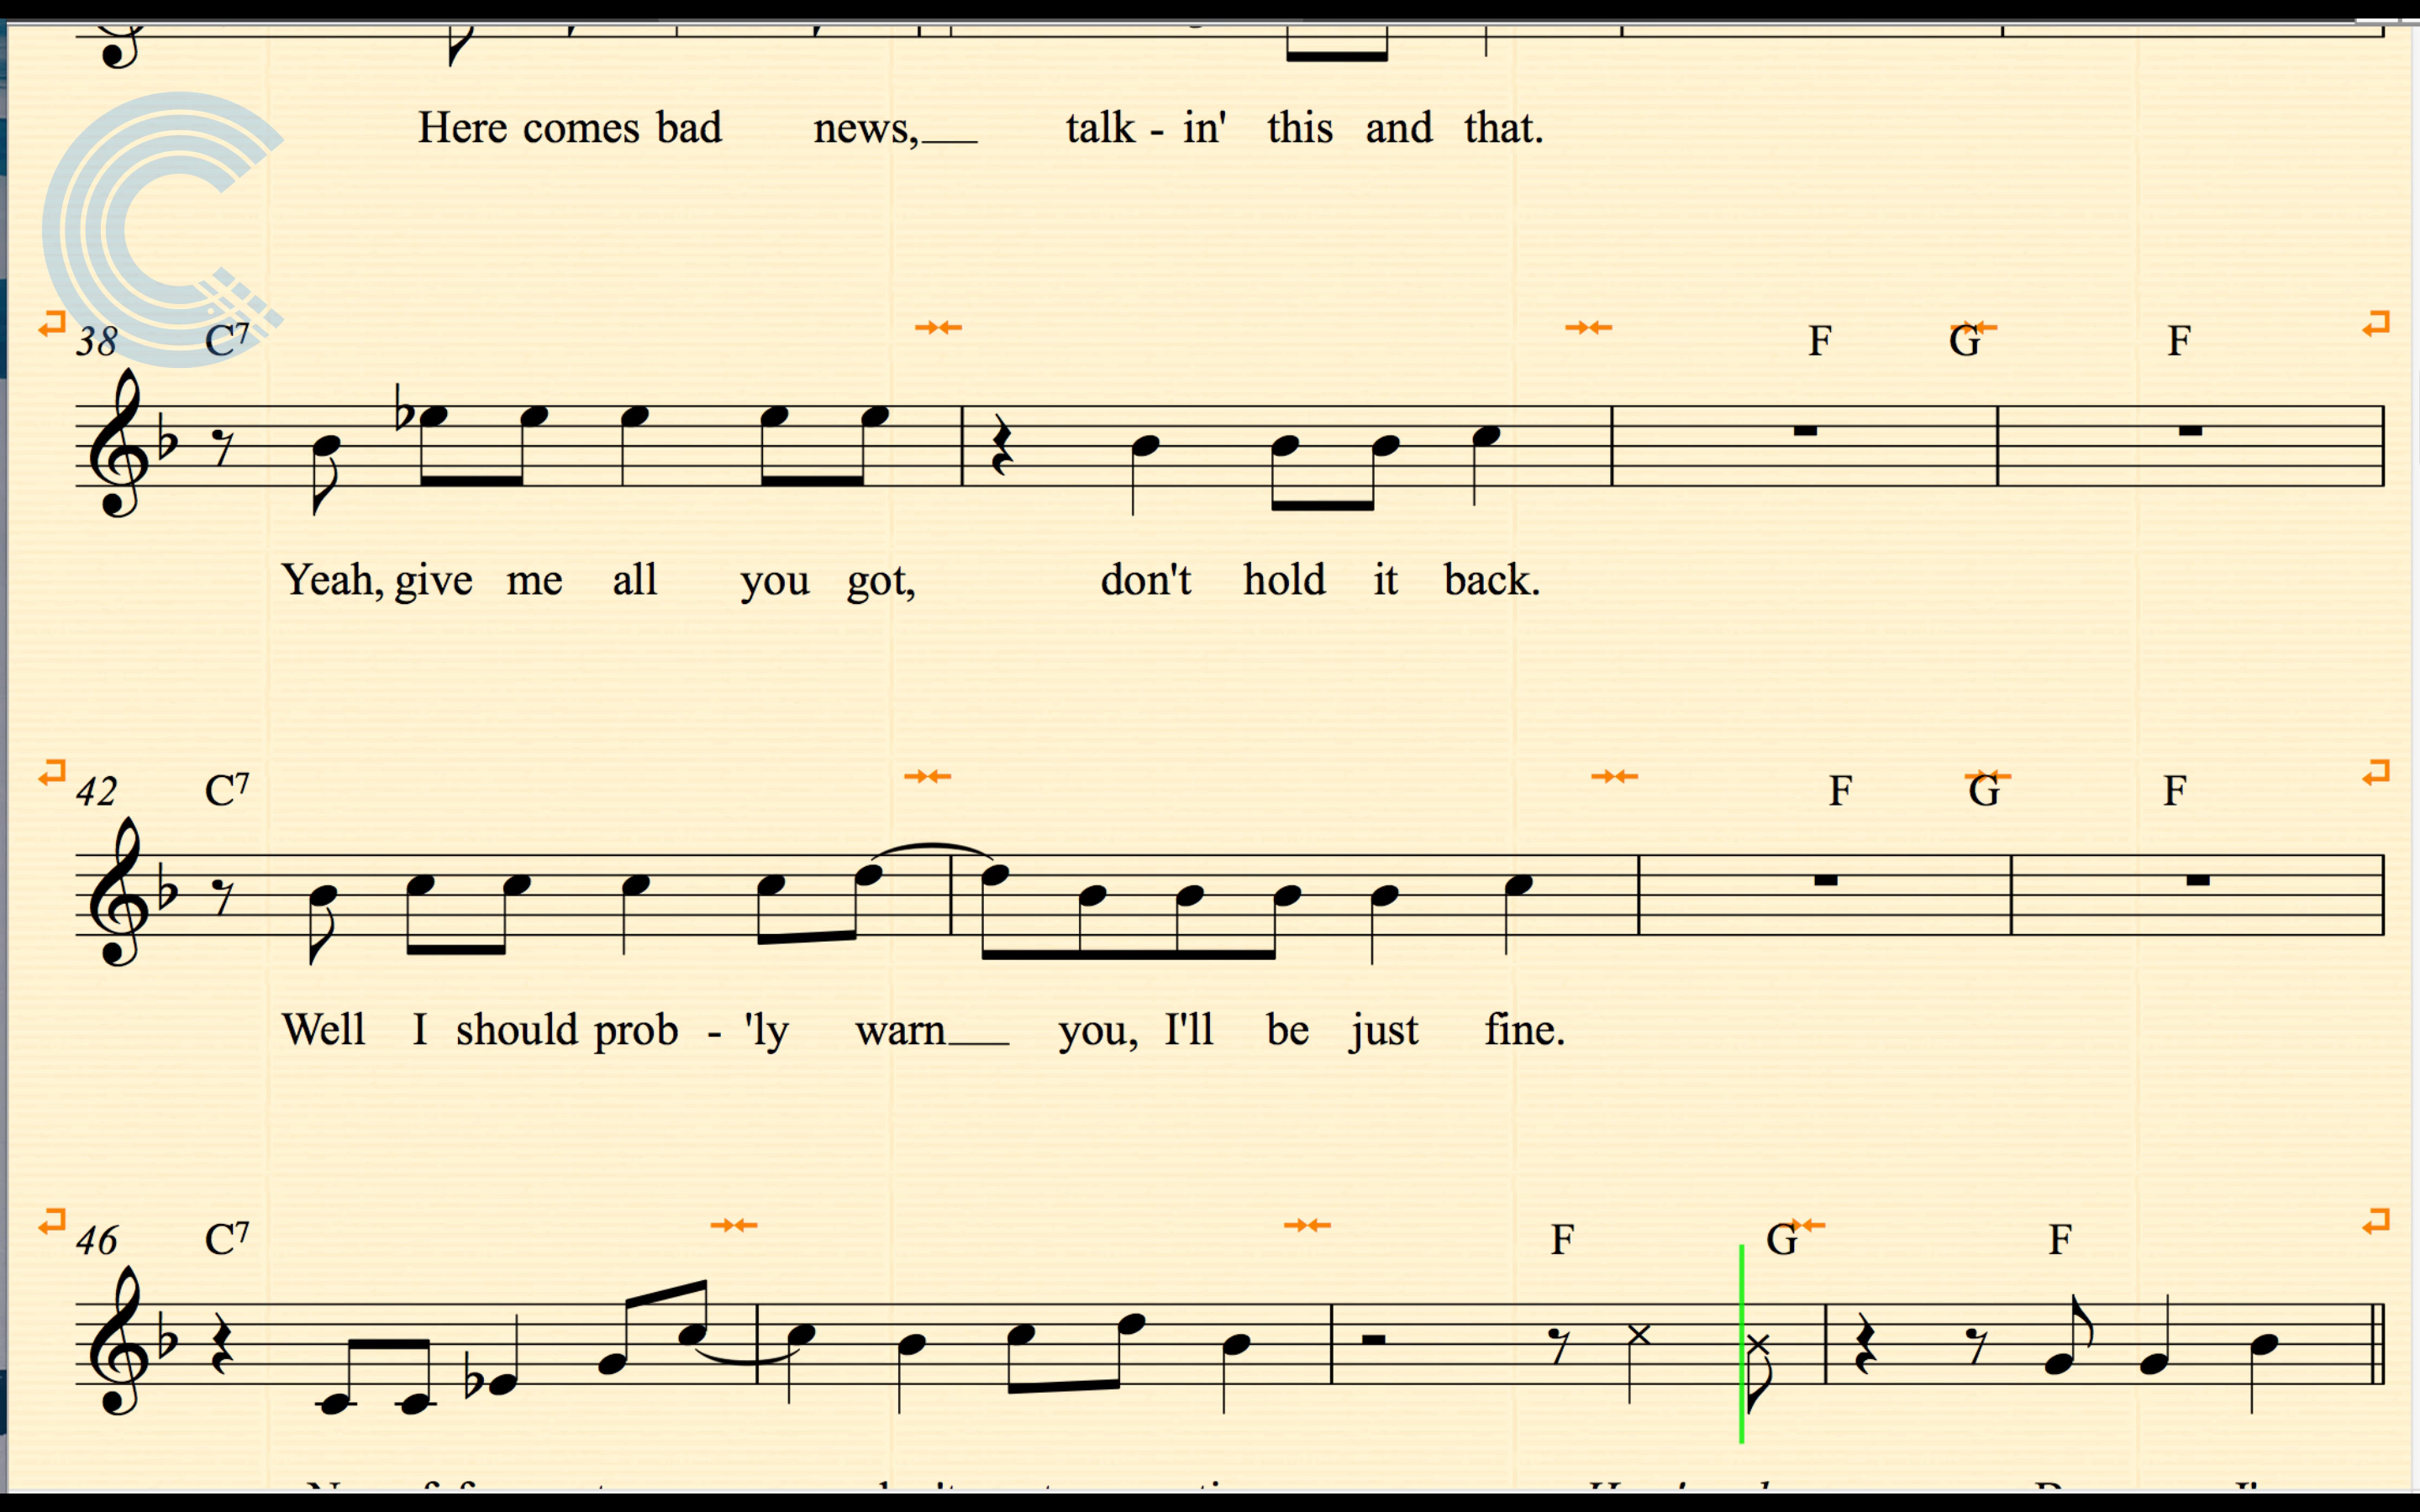 Here comes bad news, talk - in' this and that.
38 C7 F G F
Yeah, give me all you got, don't hold it back.
42 C7 F G F
Well I should prob - 'ly warn you, I'll be just fine.
46 C7 F G F